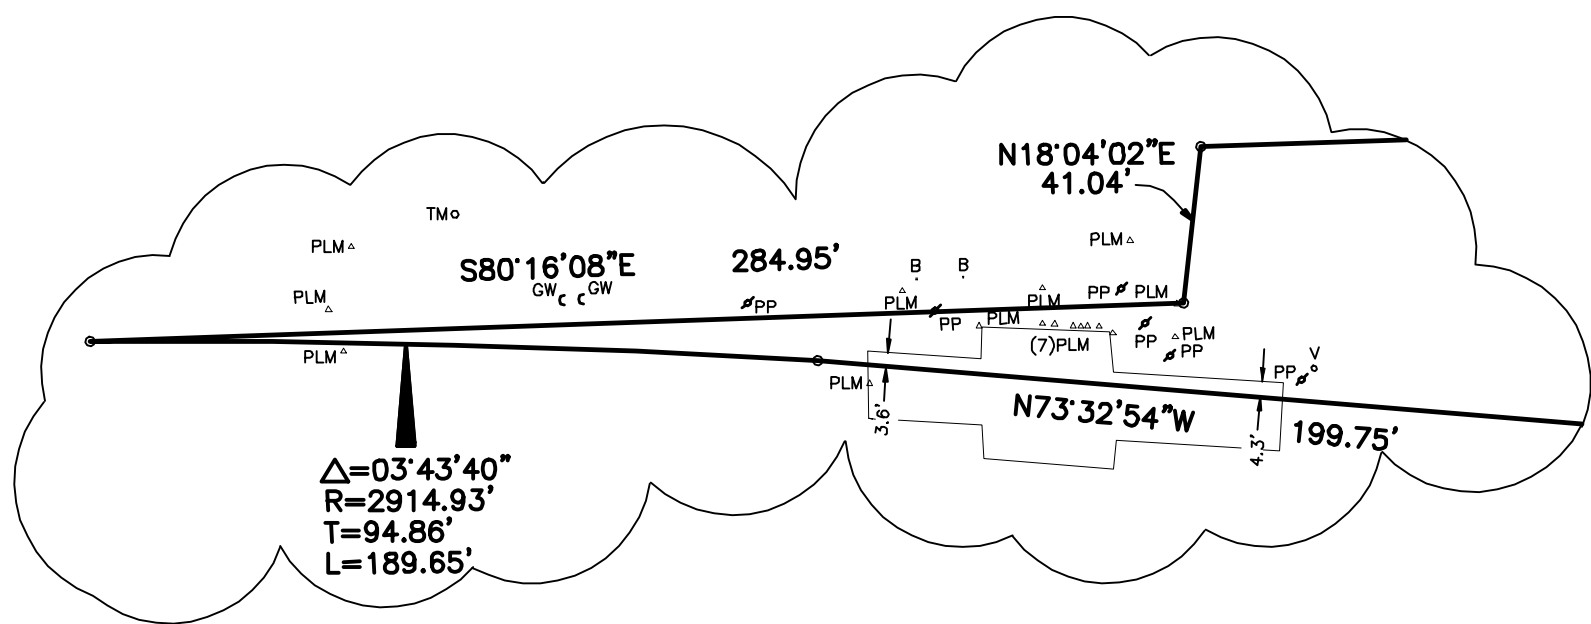 N18°04'02"E
41.04'
TM
PLM
PLM
S80°16'08"E
284.95'
B
B
PLM
GW
GW
PLM
PP
PLM
PLM
PP
PLM
PP
PLM
PLM
(7)PLM
PP
PLM
PP
V
PP
PLM
3.6'
N73°32'54"W
4.3'
199.75'
△=03°43'40"
R=2914.93'
T=94.86'
L=189.65'